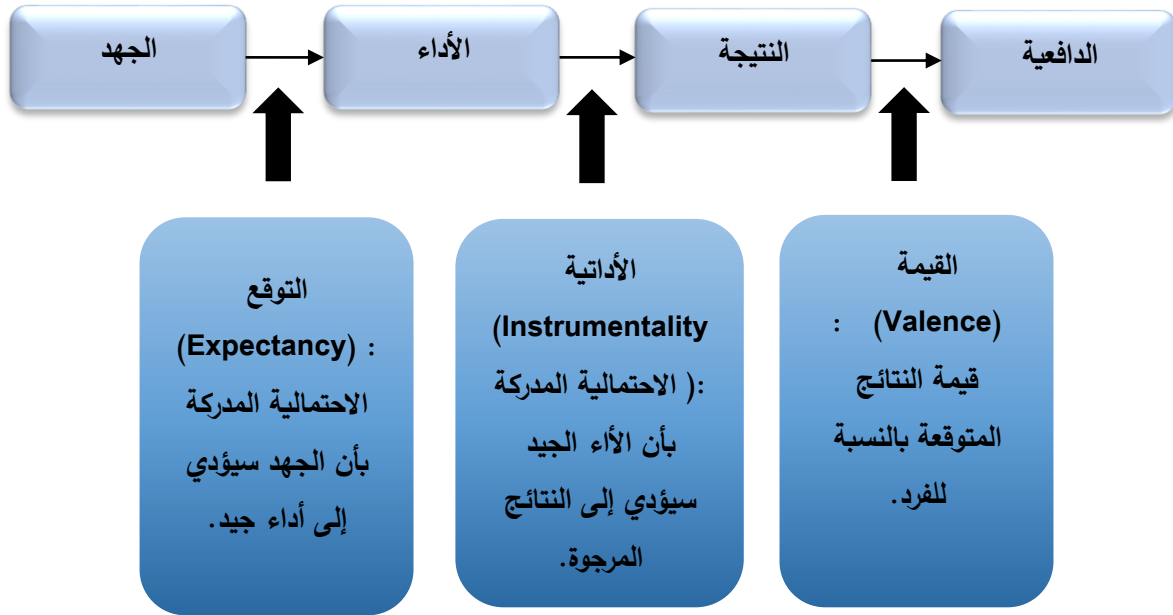 الجهد
الأداء
النتيجة
الدافعية
التوقع
(Expectancy) :
الاحتمالية المدركة
بأن الجهد سيؤدي
إلى أداء جيد.
الأداتية
(Instrumentality
): الاحتمالية المدركة
بأن الأاء الجيد
سيؤدي إلى النتائج
المرجوة.
القيمة
(Valence) :
قيمة النتائج
المتوقعة بالنسبة
للفرد.